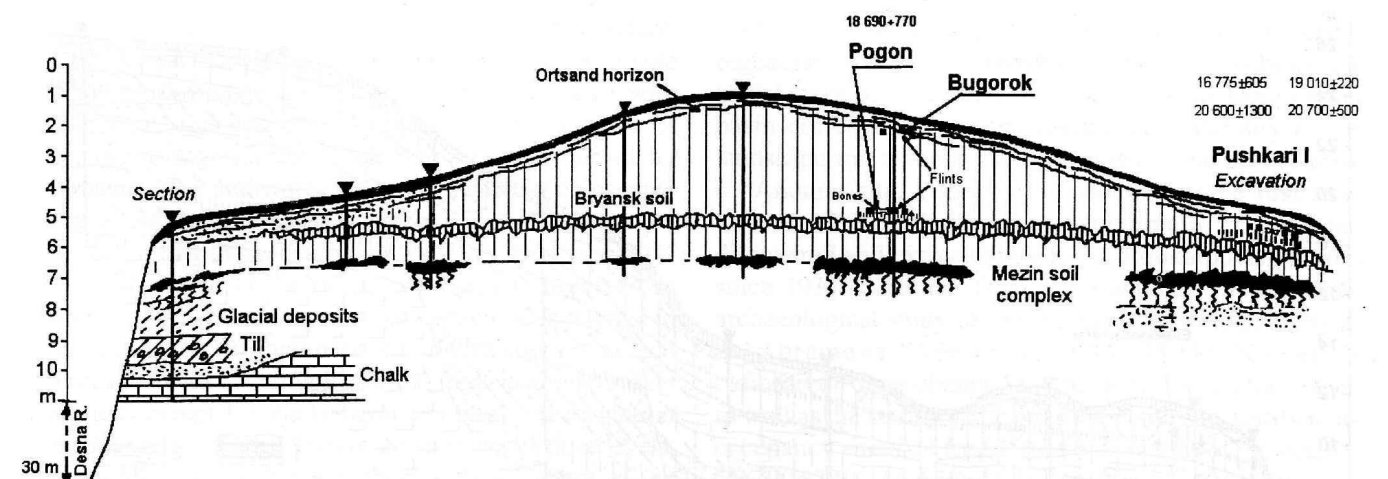 18 690+770
Pogon
0
Ortsand horizon
Bugorok
16 775±605 19 010±220
1
20 600±1300 20 700±500
2
3
Pushkari I
4
Section
Flints
Excavation
Bones
5
Bryansk soil
6
7
Mezin soil
complex
8
Glacial deposits
9
Till
10
Chalk
m
Desna R.
30 m